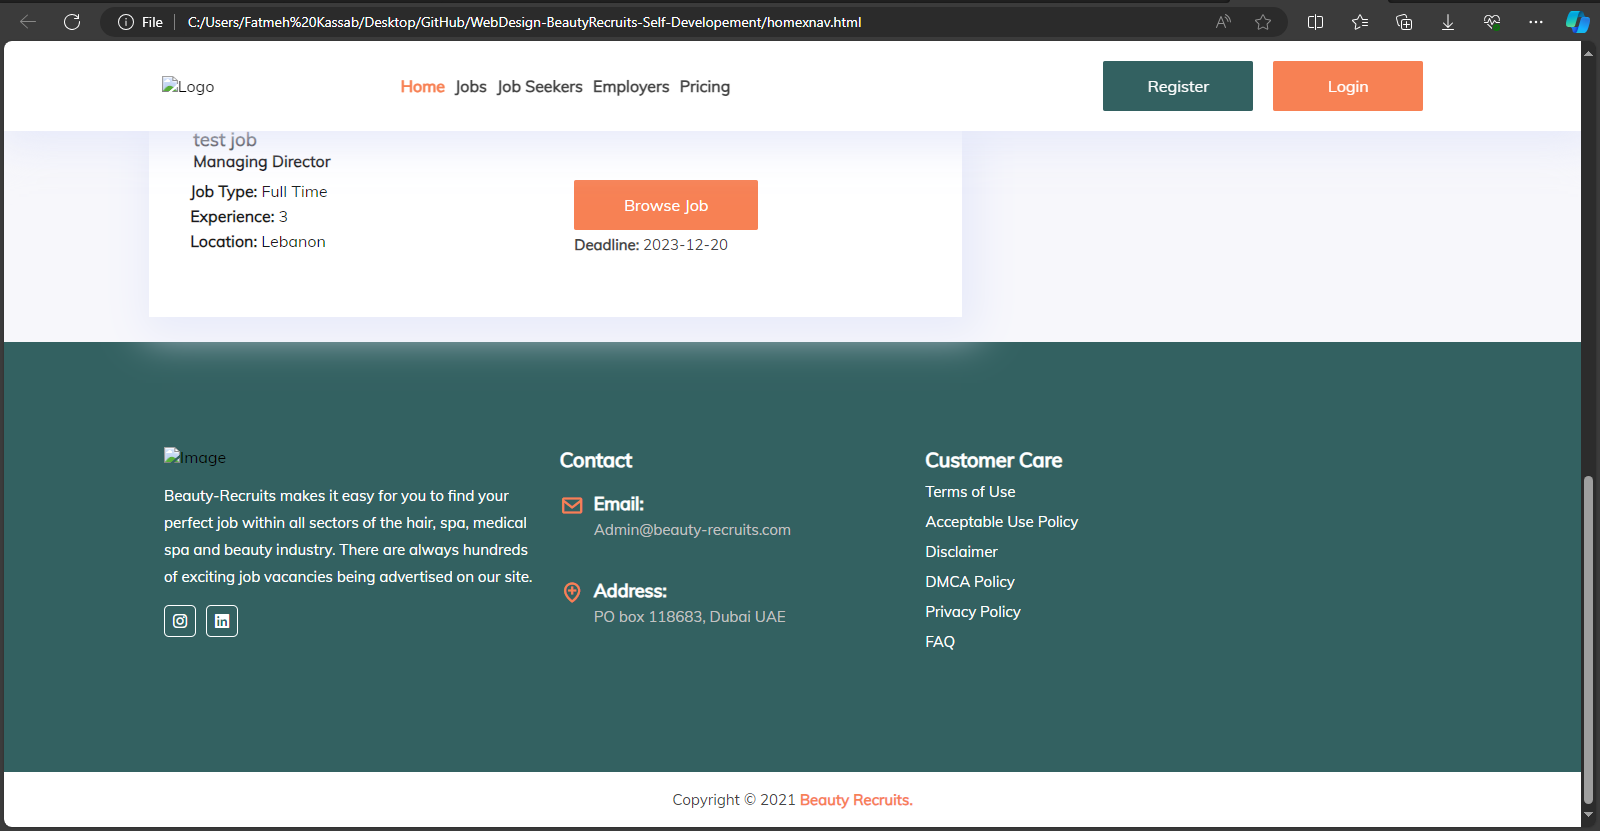 File
C:/Users/Fatmeh%20Kassab/Desktop/GitHub/WebDesign-BeautyRecruits-Self-Developement/homexnav.html
Logo
Home Jobs Job Seekers Employers Pricing
Register
Login
test job
Managing Director
Job Type: Full Time
Experience: 3
Location: Lebanon
Browse Job
Deadline: 2023-12-20
Image
Beauty-Recruits makes it easy for you to find your
perfect job within all sectors of the hair, spa, medical
spa and beauty industry. There are always hundreds
of exciting job vacancies being advertised on our site.
Contact
Email:
Admin@beauty-recruits.com
Address:
PO box 118683, Dubai UAE
Customer Care
Terms of Use
Acceptable Use Policy
Disclaimer
DMCA Policy
Privacy Policy
FAQ
Copyright © 2021 Beauty Recruits.